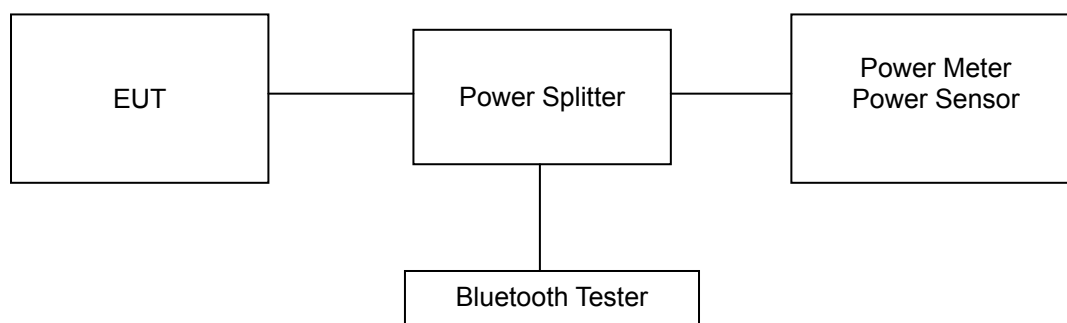 EUT
Power Splitter
Power Meter
Power Sensor
Bluetooth Tester